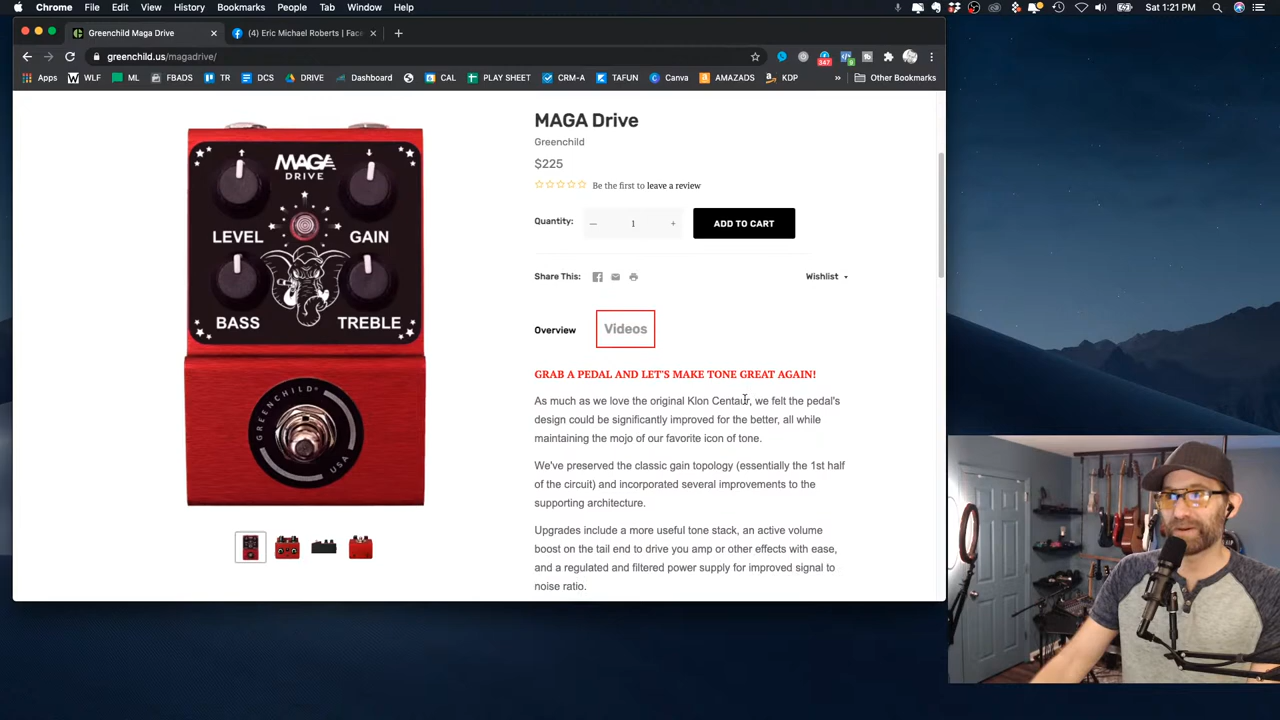 Chrome File Edit View History Bookmarks People Tab Window Help Sat 1:21 PM
Greenchild Maga Drive (4) Eric Michael Roberts | Fac
greenchild.us/magadrive/
347 9
Apps WLF ML FBADS TR DCS DRIVE Dashboard CAL PLAY SHEET CRM-A TAFUN Canva AMAZADS KDP » Other Bookmarks
MAGA Drive
Greenchild
$225
Be the first to leave a review
Quantity: – 1 + ADD TO CART
Share This: Wishlist
Overview Videos
GRAB A PEDAL AND LET'S MAKE TONE GREAT AGAIN!
As much as we love the original Klon Centaur, we felt the pedal's
design could be significantly improved for the better, all while
maintaining the mojo of our favorite icon of tone.
We've preserved the classic gain topology (essentially the 1st half
of the circuit) and incorporated several improvements to the
supporting architecture.
Upgrades include a more useful tone stack, an active volume
boost on the tail end to drive you amp or other effects with ease,
and a regulated and filtered power supply for improved signal to
noise ratio.
MAGA
DRIVE
LEVEL GAIN
BASS TREBLE
GREENCHILD USA